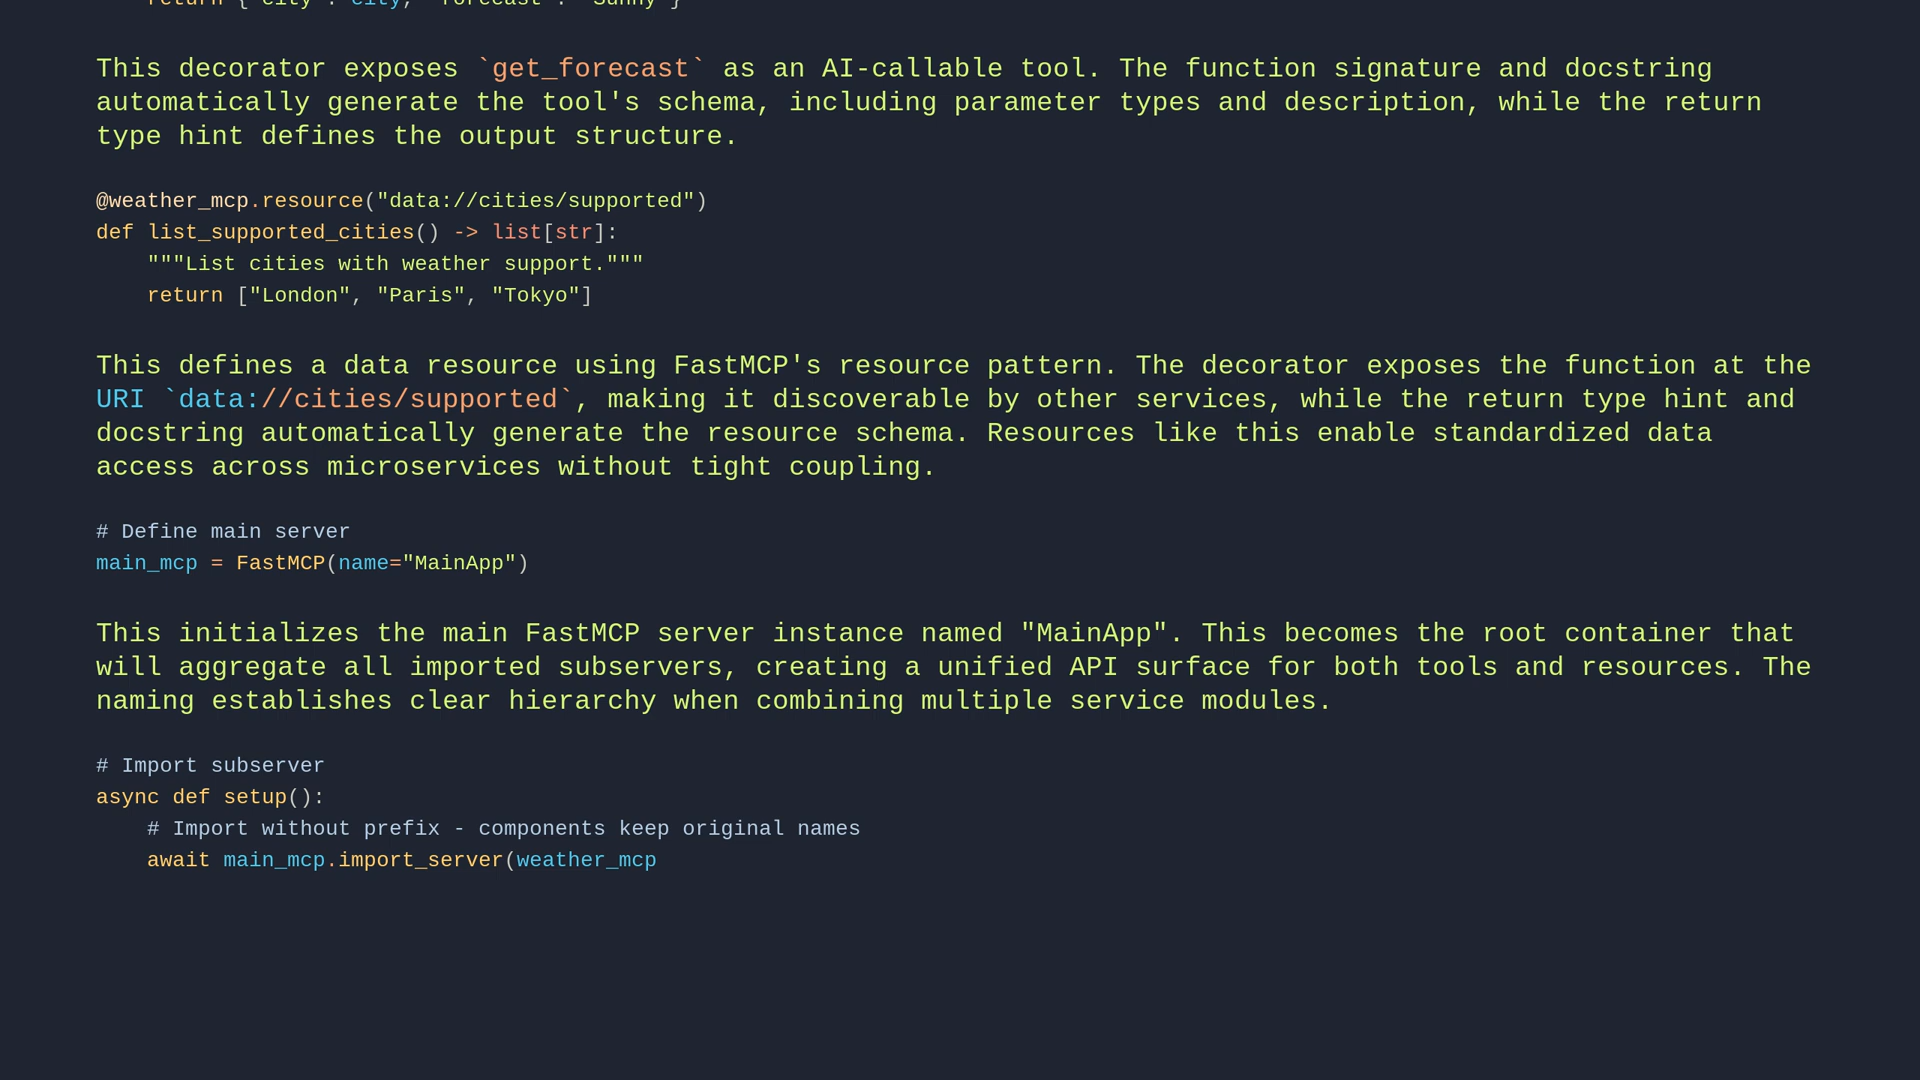 return {"city": city, "forecast": "Sunny"}
This decorator exposes `get_forecast` as an AI-callable tool. The function signature and docstring
automatically generate the tool's schema, including parameter types and description, while the return
type hint defines the output structure.
@weather_mcp.resource("data://cities/supported")
def list_supported_cities() -> list[str]:
    """List cities with weather support."""
    return ["London", "Paris", "Tokyo"]
This defines a data resource using FastMCP's resource pattern. The decorator exposes the function at the
URI `data://cities/supported`, making it discoverable by other services, while the return type hint and
docstring automatically generate the resource schema. Resources like this enable standardized data
access across microservices without tight coupling.
# Define main server
main_mcp = FastMCP(name="MainApp")
This initializes the main FastMCP server instance named "MainApp". This becomes the root container that
will aggregate all imported subservers, creating a unified API surface for both tools and resources. The
naming establishes clear hierarchy when combining multiple service modules.
# Import subserver
async def setup():
    # Import without prefix - components keep original names
    await main_mcp.import_server(weather_mcp